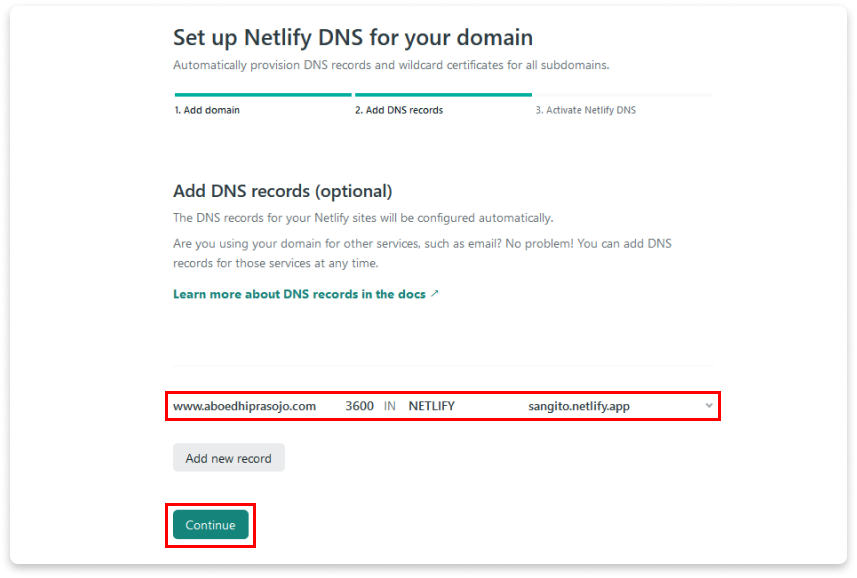 Set up Netlify DNS for your domain
Automatically provision DNS records and wildcard certificates for all subdomains.
1. Add domain
2. Add DNS records
3. Activate Netlify DNS
Add DNS records (optional)
The DNS records for your Netlify sites will be configured automatically.
Are you using your domain for other services, such as email? No problem! You can add DNS
records for those services at any time.
Learn more about DNS records in the docs ↗
www.aboedhiprasojo.com 3600 IN NETLIFY sangito.netlify.app
Add new record
Continue